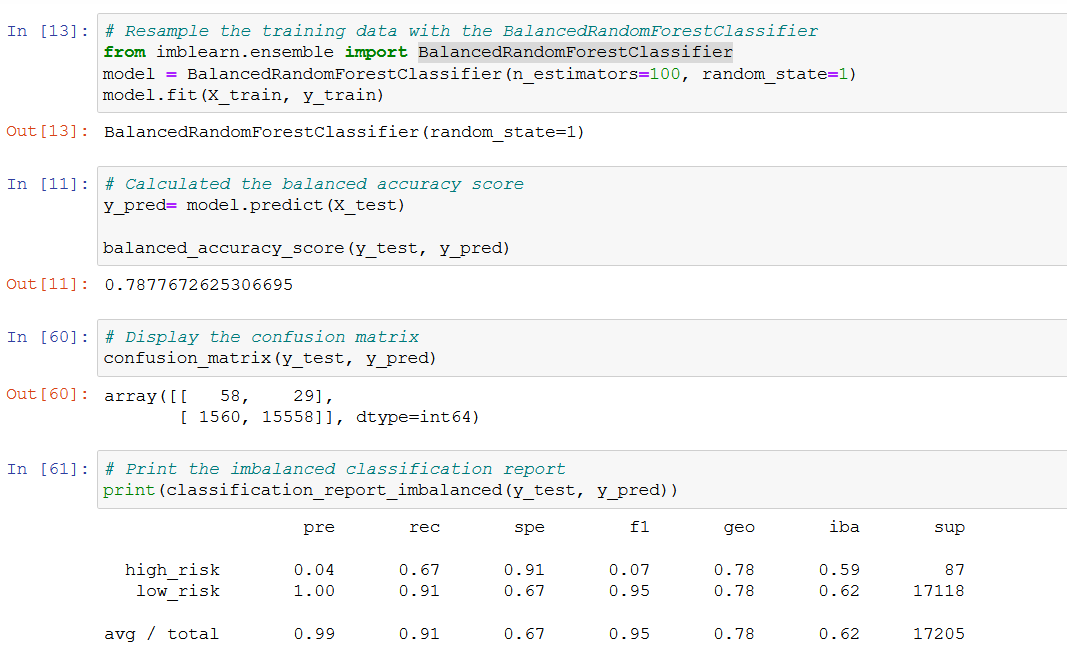 In [13]: # Resample the training data with the BalancedRandomForestClassifier
from imblearn.ensemble import BalancedRandomForestClassifier
model = BalancedRandomForestClassifier(n_estimators=100, random_state=1)
model.fit(X_train, y_train)
Out[13]: BalancedRandomForestClassifier(random_state=1)
In [11]: # Calculated the balanced accuracy score
y_pred= model.predict(X_test)
balanced_accuracy_score(y_test, y_pred)
Out[11]: 0.7877672625306695
In [60]: # Display the confusion matrix
confusion_matrix(y_test, y_pred)
Out[60]: array([[   58,    29],
[ 1560, 15558]], dtype=int64)
In [61]: # Print the imbalanced classification report
print(classification_report_imbalanced(y_test, y_pred))
pre rec spe f1 geo iba sup
high_risk 0.04 0.67 0.91 0.07 0.78 0.59 87
low_risk 1.00 0.91 0.67 0.95 0.78 0.62 17118
avg / total 0.99 0.91 0.67 0.95 0.78 0.62 17205